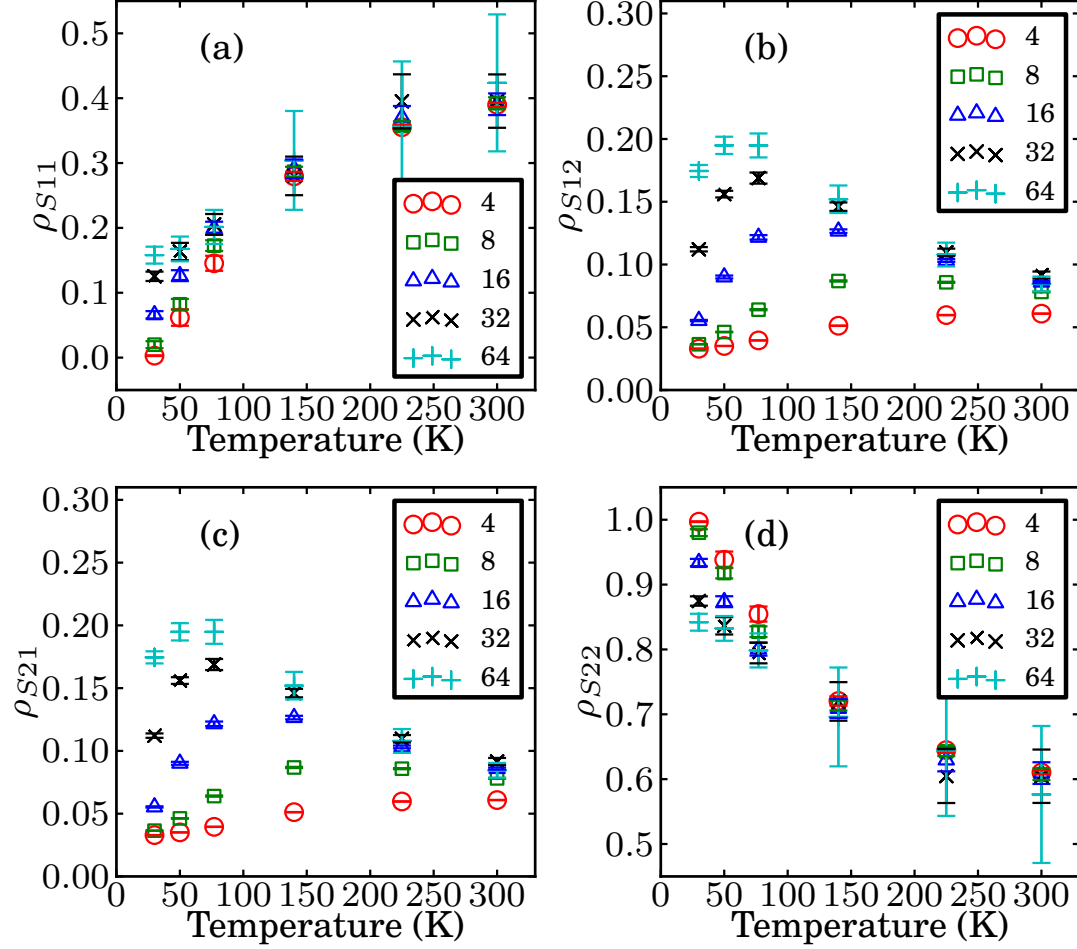 0.5
0.4
0.3
0.2
0.1
0.0
ρS11
(a)
4
8
16
32
64
0 50 100 150 200 250 300
Temperature (K)
0.30
0.25
0.20
0.15
0.10
0.05
0.00
ρS12
(b)
4
8
16
32
64
0 50 100 150 200 250 300
Temperature (K)
0.30
0.25
0.20
0.15
0.10
0.05
0.00
ρS21
(c)
4
8
16
32
64
0 50 100 150 200 250 300
Temperature (K)
1.0
0.9
0.8
0.7
0.6
0.5
ρS22
(d)
4
8
16
32
64
0 50 100 150 200 250 300
Temperature (K)